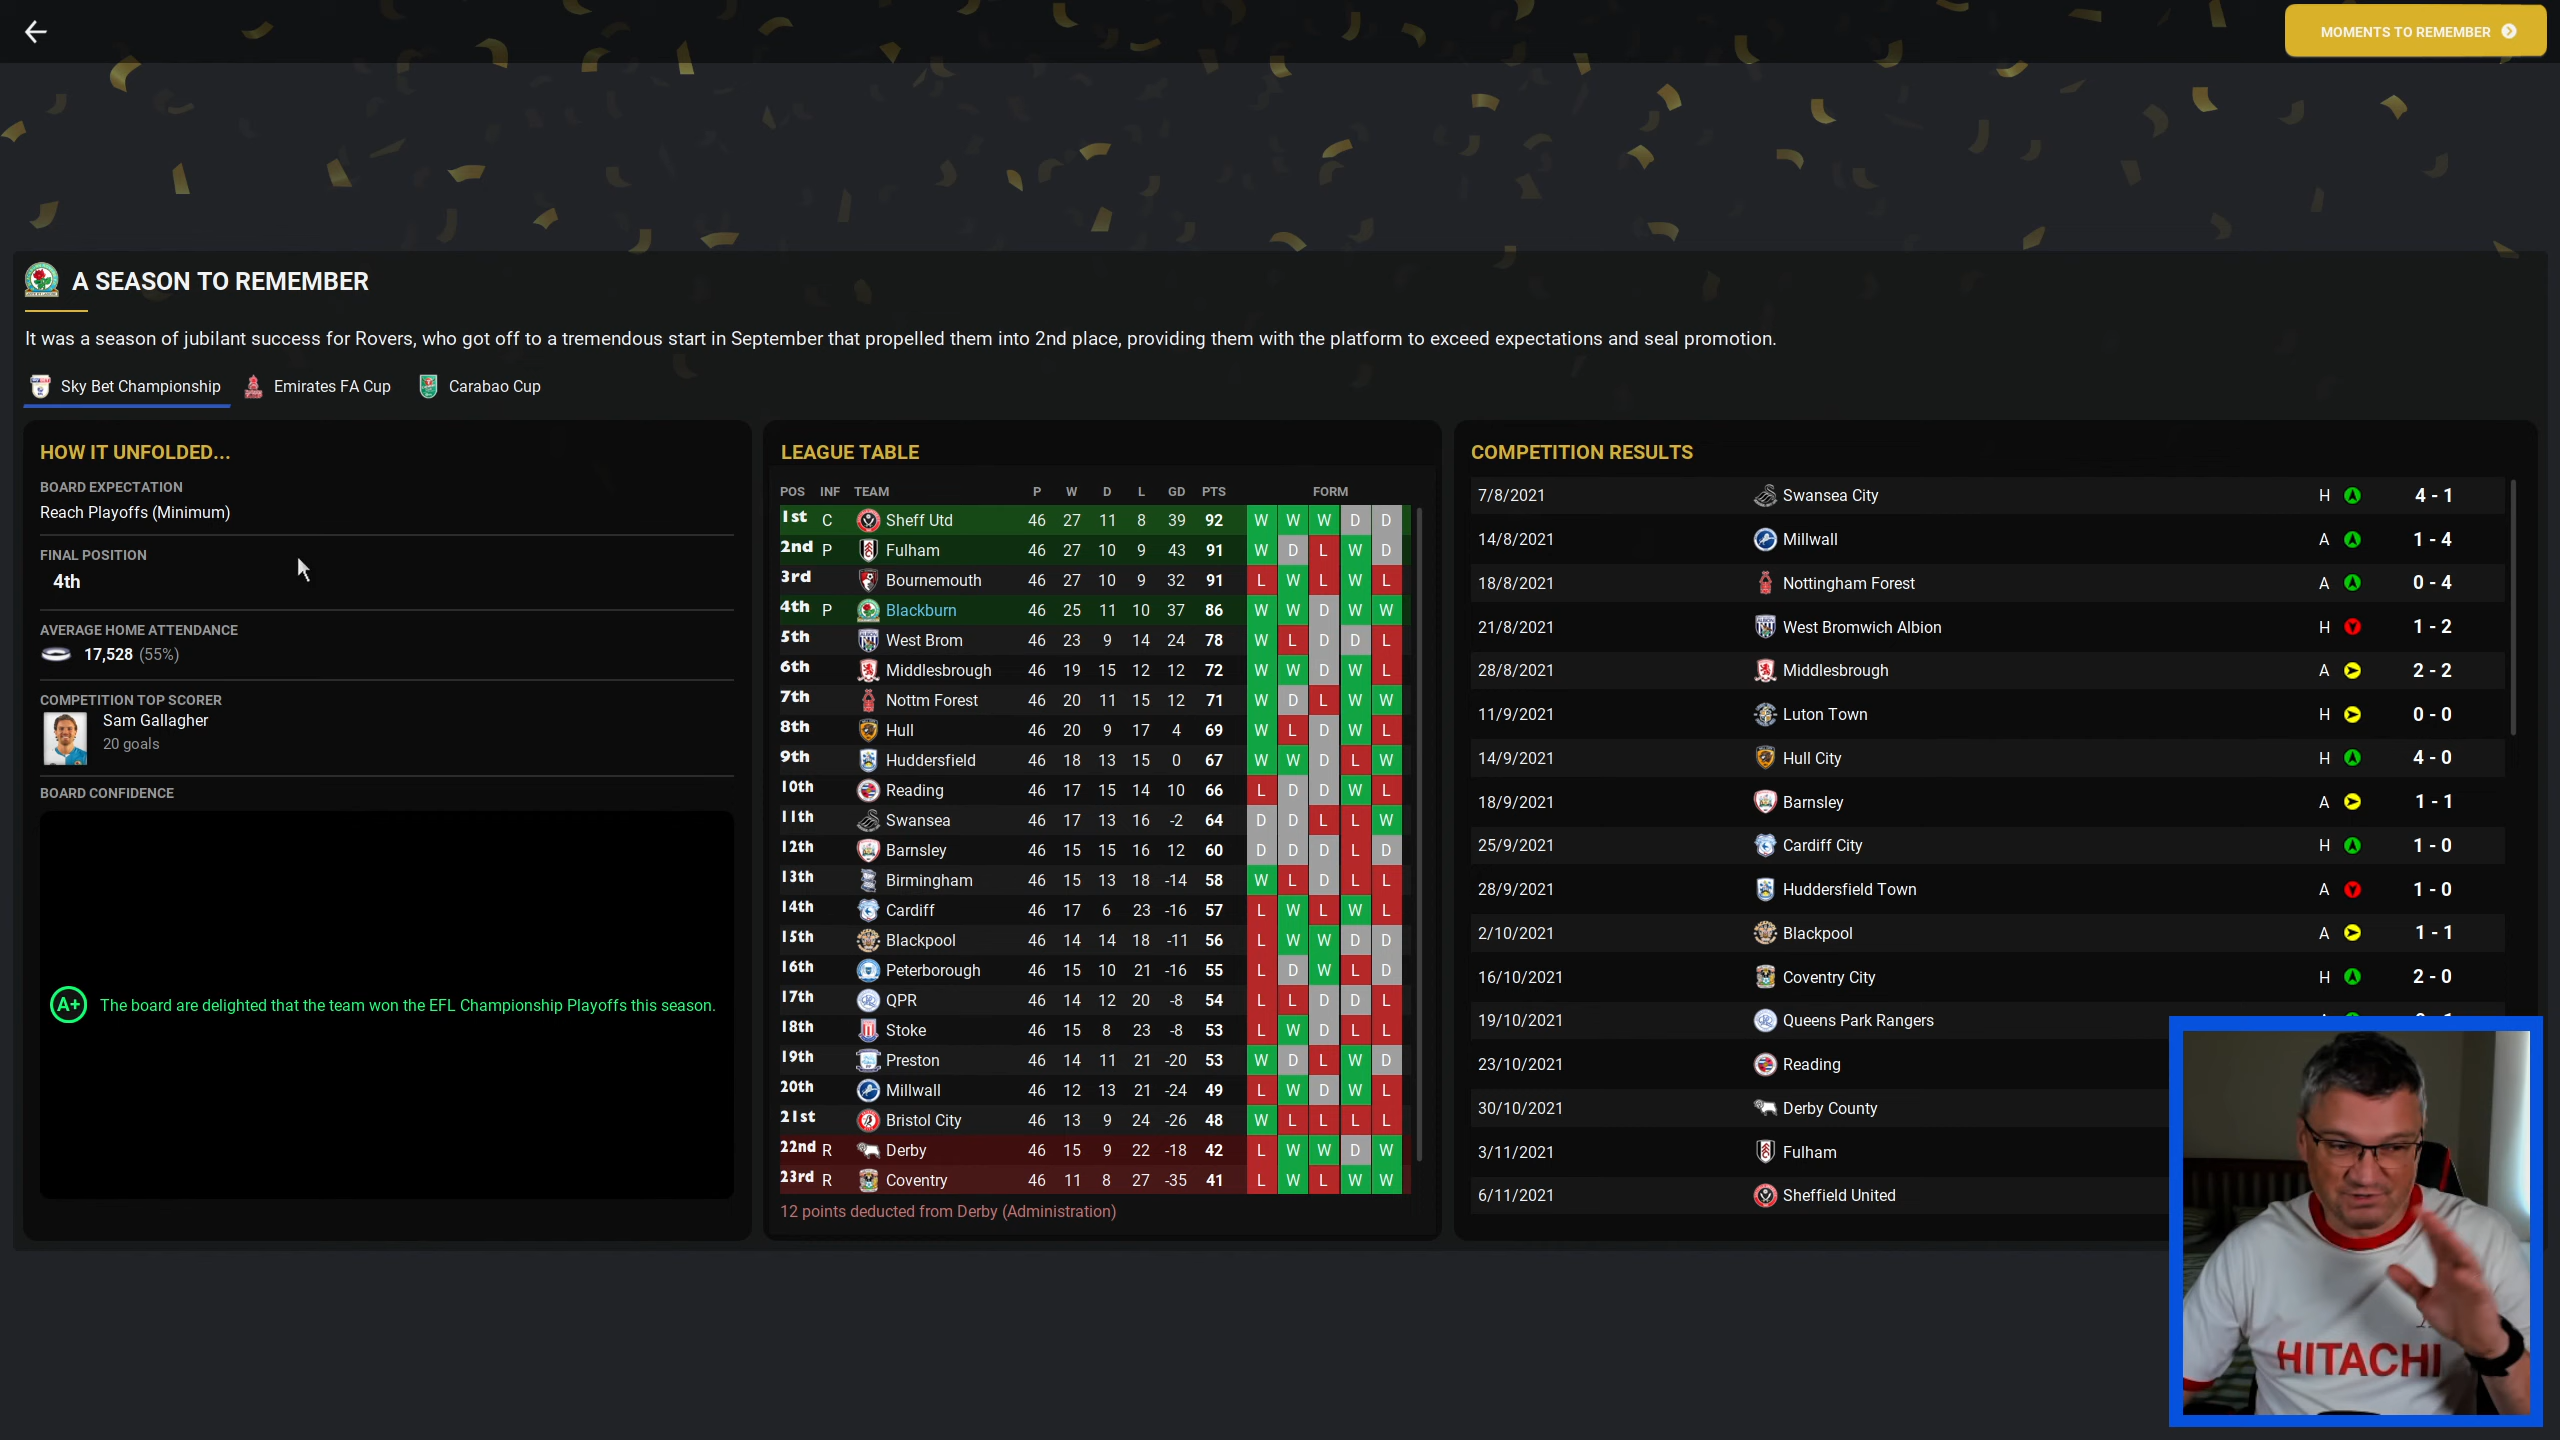 MOMENTS TO REMEMBER
A SEASON TO REMEMBER
It was a season of jubilant success for Rovers, who got off to a tremendous start in September that propelled them into 2nd place, providing them with the platform to exceed expectations and seal promotion.
Sky Bet Championship Emirates FA Cup Carabao Cup
HOW IT UNFOLDED...
BOARD EXPECTATION
Reach Playoffs (Minimum)
FINAL POSITION
4th
AVERAGE HOME ATTENDANCE
17,528 (55%)
COMPETITION TOP SCORER
Sam Gallagher
20 goals
BOARD CONFIDENCE
A+ The board are delighted that the team won the EFL Championship Playoffs this season.
LEAGUE TABLE
POS INF TEAM P W D L GD PTS FORM
1st C Sheff Utd 46 27 11 8 39 92 W W W D D
2nd P Fulham 46 27 10 9 43 91 W D L W D
3rd Bournemouth 46 27 10 9 32 91 L W L W L
4th P Blackburn 46 25 11 10 37 86 W W D W W
5th West Brom 46 23 9 14 24 78 W L D D L
6th Middlesbrough 46 19 15 12 12 72 W W D W L
7th Nottm Forest 46 20 11 15 12 71 W D L W W
8th Hull 46 20 9 17 4 69 W L D W L
9th Huddersfield 46 18 13 15 0 67 W W D L W
10th Reading 46 17 15 14 10 66 L D D W L
11th Swansea 46 17 13 16 -2 64 D D L L W
12th Barnsley 46 15 15 16 12 60 D D D L D
13th Birmingham 46 15 13 18 -14 58 W L D L L
14th Cardiff 46 17 6 23 -16 57 L W L W L
15th Blackpool 46 14 14 18 -11 56 L W W D D
16th Peterborough 46 15 10 21 -16 55 L D W L D
17th QPR 46 14 12 20 -8 54 L L D D L
18th Stoke 46 15 8 23 -8 53 L W D L L
19th Preston 46 14 11 21 -20 53 W D L W D
20th Millwall 46 12 13 21 -24 49 L W D W L
21st Bristol City 46 13 9 24 -26 48 W L L L L
22nd R Derby 46 15 9 22 -18 42 L W W D W
23rd R Coventry 46 11 8 27 -35 41 L W L W W
12 points deducted from Derby (Administration)
COMPETITION RESULTS
7/8/2021 Swansea City H 4 - 1
14/8/2021 Millwall A 1 - 4
18/8/2021 Nottingham Forest A 0 - 4
21/8/2021 West Bromwich Albion H 1 - 2
28/8/2021 Middlesbrough A 2 - 2
11/9/2021 Luton Town H 0 - 0
14/9/2021 Hull City H 4 - 0
18/9/2021 Barnsley A 1 - 1
25/9/2021 Cardiff City H 1 - 0
28/9/2021 Huddersfield Town A 1 - 0
2/10/2021 Blackpool A 1 - 1
16/10/2021 Coventry City H 2 - 0
19/10/2021 Queens Park Rangers
23/10/2021 Reading
30/10/2021 Derby County
3/11/2021 Fulham
6/11/2021 Sheffield United
HITACHI